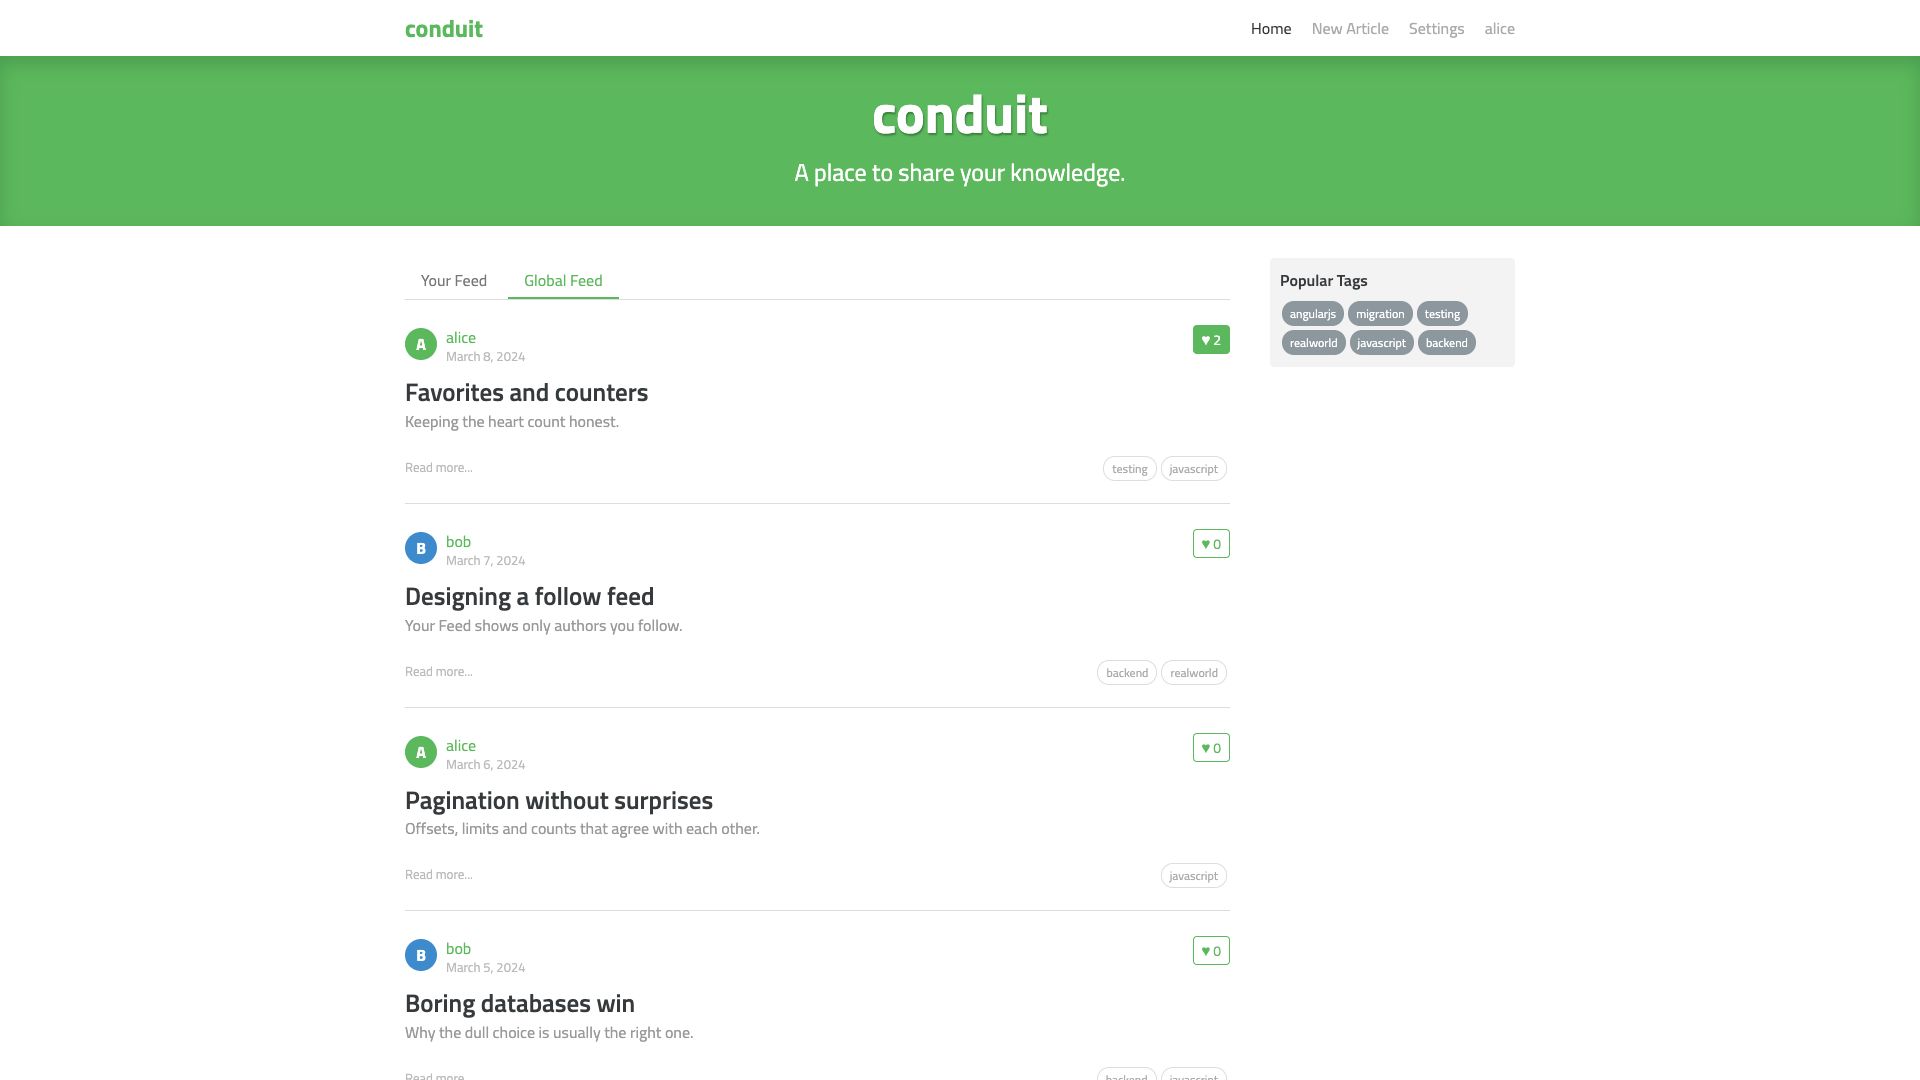 conduit
Home New Article Settings alice
conduit
A place to share your knowledge.
Your Feed Global Feed
Popular Tags
angularjs migration testing
realworld javascript backend
A alice
March 8, 2024
♥ 2
Favorites and counters
Keeping the heart count honest.
Read more... testing javascript
B bob
March 7, 2024
♥ 0
Designing a follow feed
Your Feed shows only authors you follow.
Read more... backend realworld
A alice
March 6, 2024
♥ 0
Pagination without surprises
Offsets, limits and counts that agree with each other.
Read more... javascript
B bob
March 5, 2024
♥ 0
Boring databases win
Why the dull choice is usually the right one.
Read more... backend javascript